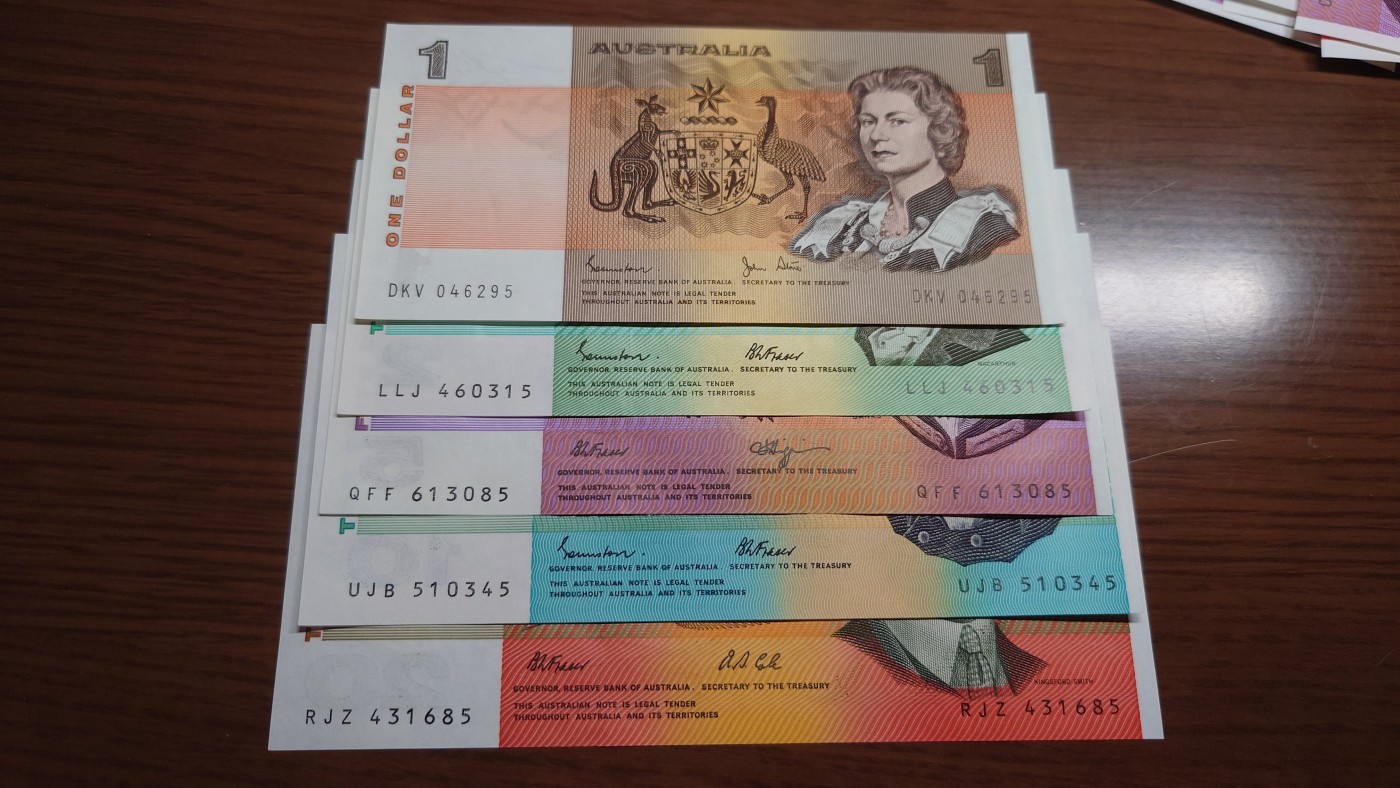 1
AUSTRALIA
1
ONE DOLLAR
GOVERNOR, RESERVE BANK OF AUSTRALIA. SECRETARY TO THE TREASURY
THIS AUSTRALIAN NOTE IS LEGAL TENDER
THROUGHOUT AUSTRALIA AND ITS TERRITORIES
DKV 046295
DKV 046295
T
MACARTHUR
GOVERNOR, RESERVE BANK OF AUSTRALIA. SECRETARY TO THE TREASURY
THIS AUSTRALIAN NOTE IS LEGAL TENDER
THROUGHOUT AUSTRALIA AND ITS TERRITORIES
LLJ 460315
LLJ 460315
F
GOVERNOR, RESERVE BANK OF AUSTRALIA. SECRETARY TO THE TREASURY
THIS AUSTRALIAN NOTE IS LEGAL TENDER
THROUGHOUT AUSTRALIA AND ITS TERRITORIES
QFF 613085
QFF 613085
T
GOVERNOR, RESERVE BANK OF AUSTRALIA. SECRETARY TO THE TREASURY
THIS AUSTRALIAN NOTE IS LEGAL TENDER
THROUGHOUT AUSTRALIA AND ITS TERRITORIES
UJB 510345
UJB 510345
T
KINGSFORD SMITH
GOVERNOR, RESERVE BANK OF AUSTRALIA. SECRETARY TO THE TREASURY
THIS AUSTRALIAN NOTE IS LEGAL TENDER
THROUGHOUT AUSTRALIA AND ITS TERRITORIES
RJZ 431685
RJZ 431685